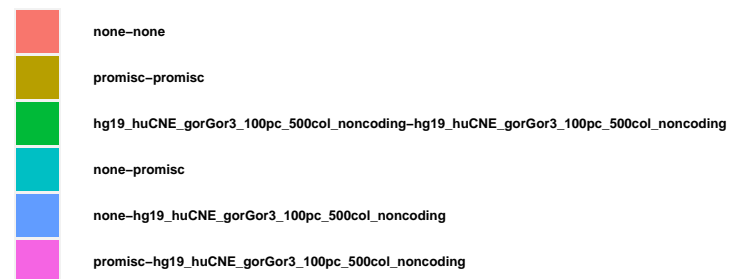 none–none
promisc–promisc
hg19_huCNE_gorGor3_100pc_500col_noncoding–hg19_huCNE_gorGor3_100pc_500col_noncoding
none–promisc
none–hg19_huCNE_gorGor3_100pc_500col_noncoding
promisc–hg19_huCNE_gorGor3_100pc_500col_noncoding